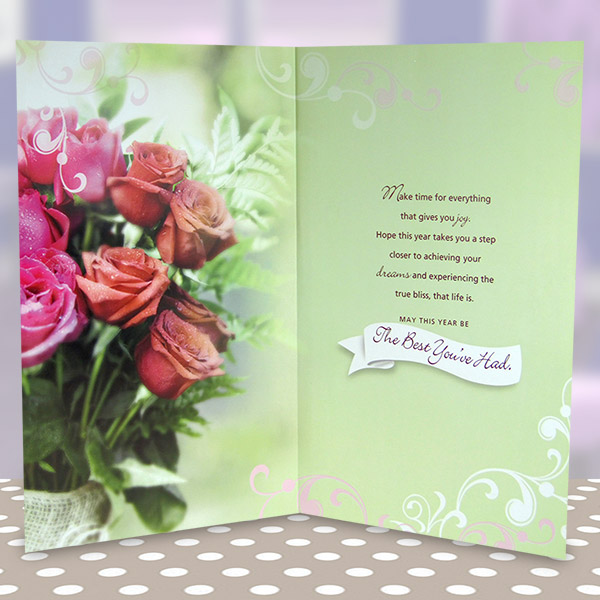 Make time for everything
that gives you joy.
Hope this year takes you a step
closer to achieving your
dreams and experiencing the
true bliss, that life is.
MAY THIS YEAR BE
The Best You've Had.